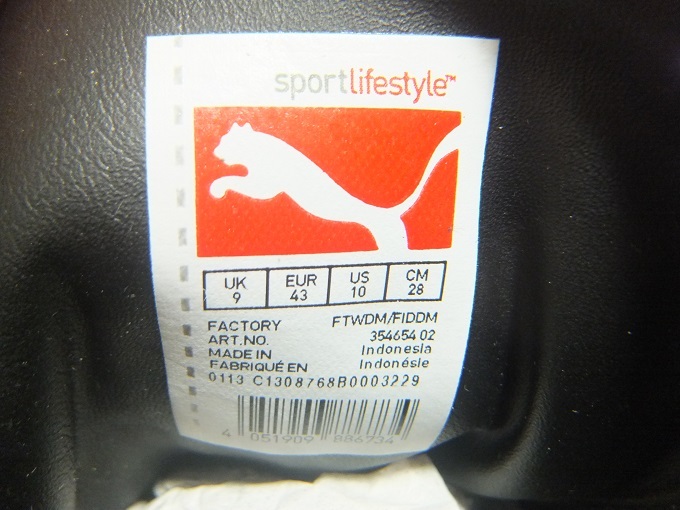 sportlifestyle™
UK EUR US CM
9 43 10 28
FACTORY FTWDM/FIDDM
ART.NO. 354654 02
MADE IN Indonesia
FABRIQUÉ EN Indonésie
0113 C1308768B0003229
4 051909 886734